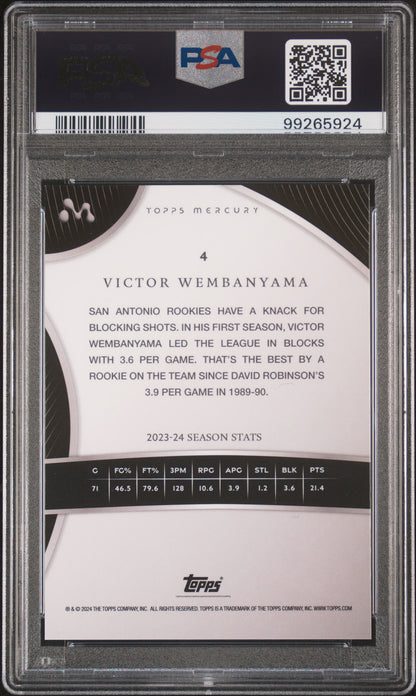 PSA
99265924
TOPPS MERCURY
4
VICTOR WEMBANYAMA
SAN ANTONIO ROOKIES HAVE A KNACK FOR
BLOCKING SHOTS. IN HIS FIRST SEASON, VICTOR
WEMBANYAMA LED THE LEAGUE IN BLOCKS
WITH 3.6 PER GAME. THAT'S THE BEST BY A
ROOKIE ON THE TEAM SINCE DAVID ROBINSON'S
3.9 PER GAME IN 1989-90.
2023-24 SEASON STATS
G FG% FT% 3PM RPG APG STL BLK PTS
71 46.5 79.6 128 10.6 3.9 1.2 3.6 21.4
topps®
® & © 2024 THE TOPPS COMPANY, INC. ALL RIGHTS RESERVED. TOPPS IS A TRADEMARK OF THE TOPPS COMPANY, INC. WWW.TOPPS.COM